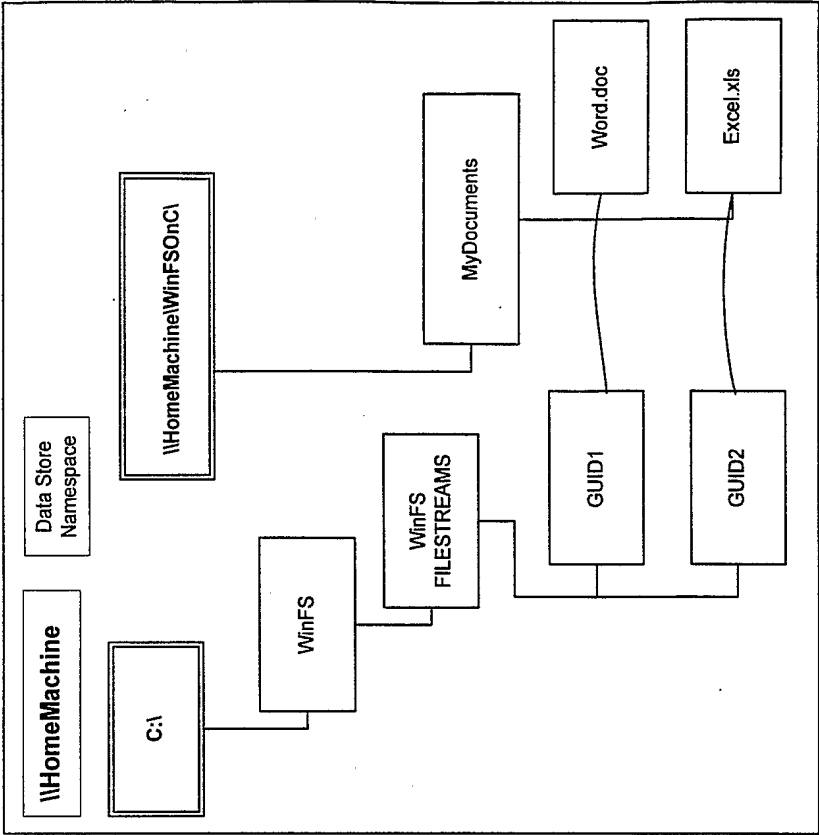 \\HomeMachine
Data Store
Namespace
C:\
\\HomeMachine\WinFSOnC\
WinFS
WinFS
FILESTREAMS
MyDocuments
GUID1
Word.doc
GUID2
Excel.xls